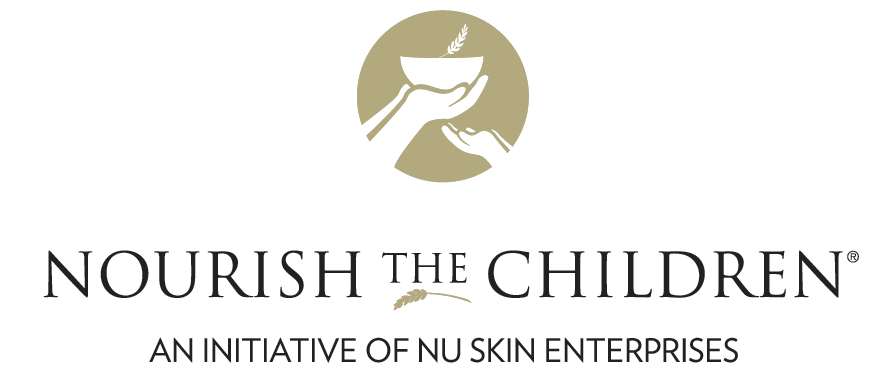 NOURISH THE CHILDREN®
AN INITIATIVE OF NU SKIN ENTERPRISES